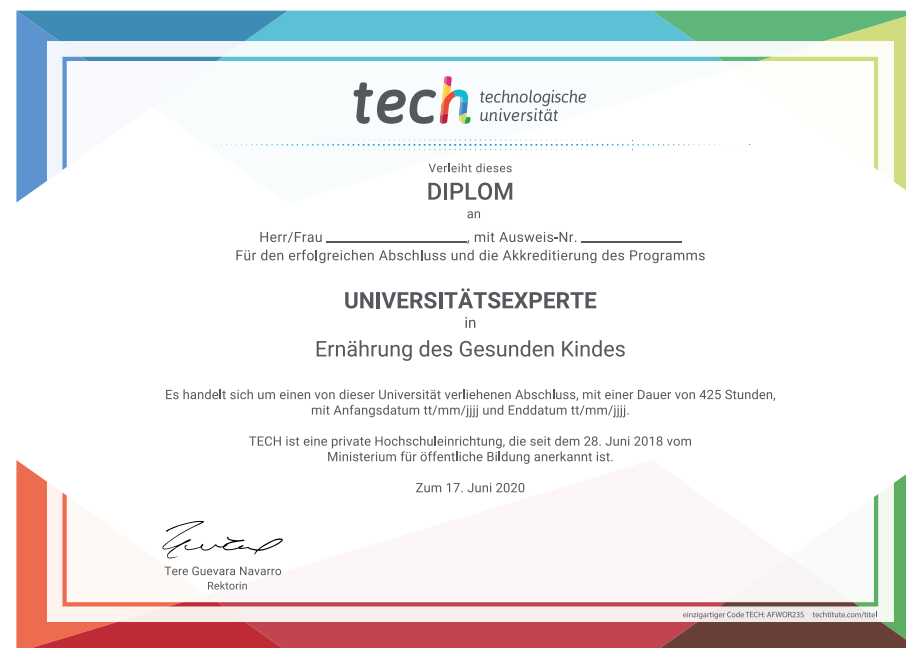 tech technologische
universität
Verleiht dieses
DIPLOM
an
Herr/Frau ____________, mit Ausweis-Nr. ____________
Für den erfolgreichen Abschluss und die Akkreditierung des Programms
UNIVERSITÄTSEXPERTE
in
Ernährung des Gesunden Kindes
Es handelt sich um einen von dieser Universität verliehenen Abschluss, mit einer Dauer von 425 Stunden,
mit Anfangsdatum tt/mm/jjjj und Enddatum tt/mm/jjjj.
TECH ist eine private Hochschuleinrichtung, die seit dem 28. Juni 2018 vom
Ministerium für öffentliche Bildung anerkannt ist.
Zum 17. Juni 2020
Tere Guevara Navarro
Rektorin
einzigartiger Code TECH: AFWOR23S techtitute.com/titel